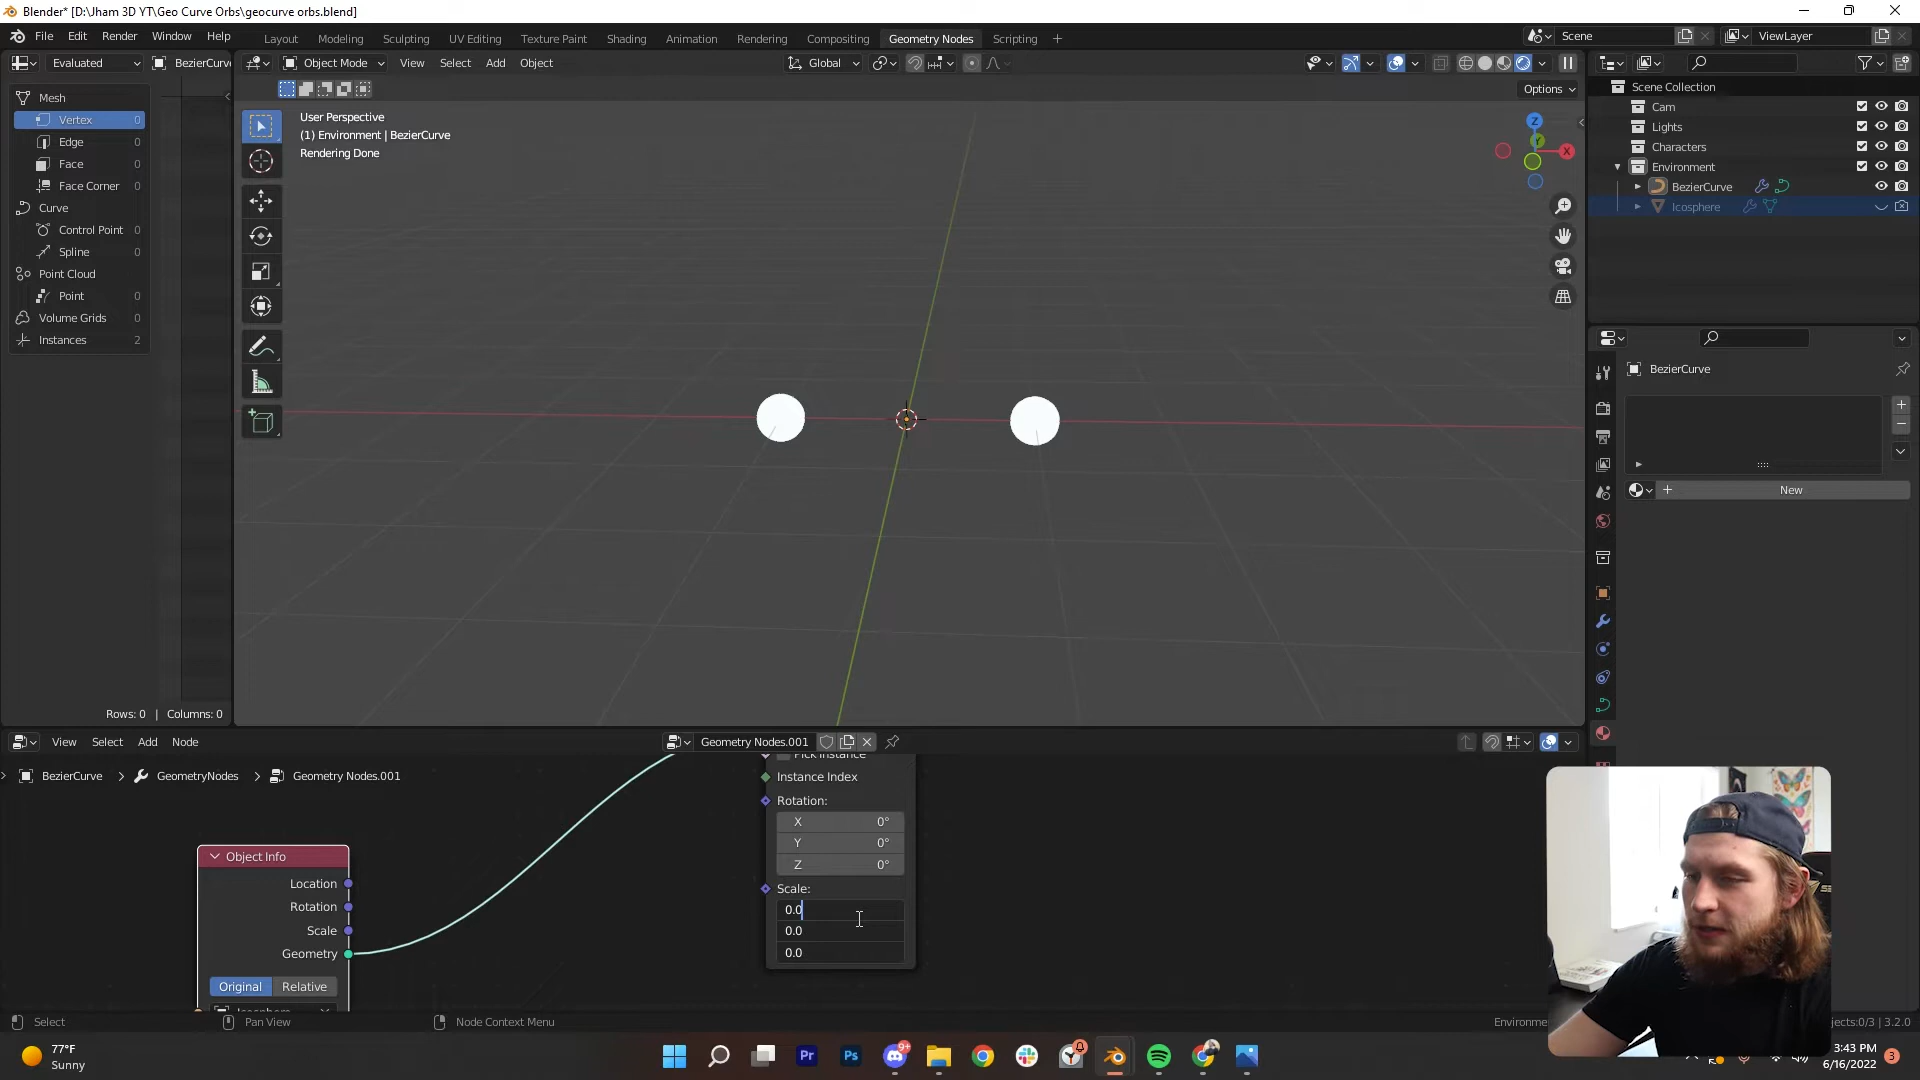 Blender* [D:\Jham 3D YT\Geo Curve Orbs\geocurve orbs.blend]
File Edit Render Window Help Layout Modeling Sculpting UV Editing Texture Paint Shading Animation Rendering Compositing Geometry Nodes Scripting + Scene ViewLayer
Evaluated BezierCurve Object Mode View Select Add Object Global
Options
Mesh
Vertex 0
Edge 0
Face 0
Face Corner 0
Curve
Control Point 0
Spline 0
Point Cloud
Point 0
Volume Grids 0
Instances 2
Rows: 0 | Columns: 0
User Perspective
(1) Environment | BezierCurve
Rendering Done
Z
Y
X
Scene Collection
Cam
Lights
Characters
Environment
BezierCurve
Icosphere
BezierCurve
New
View Select Add Node Geometry Nodes.001
BezierCurve > GeometryNodes > Geometry Nodes.001
Object Info
Location
Rotation
Scale
Geometry
Original Relative
Icosphere
Pick Instance
Instance Index
Rotation:
X 0°
Y 0°
Z 0°
Scale:
0.0
0.0
0.0
Select Pan View Node Context Menu
jects:0/3 | 3.2.0
77°F
Sunny
Pr Ps 9+
3:43 PM
6/16/2022
3